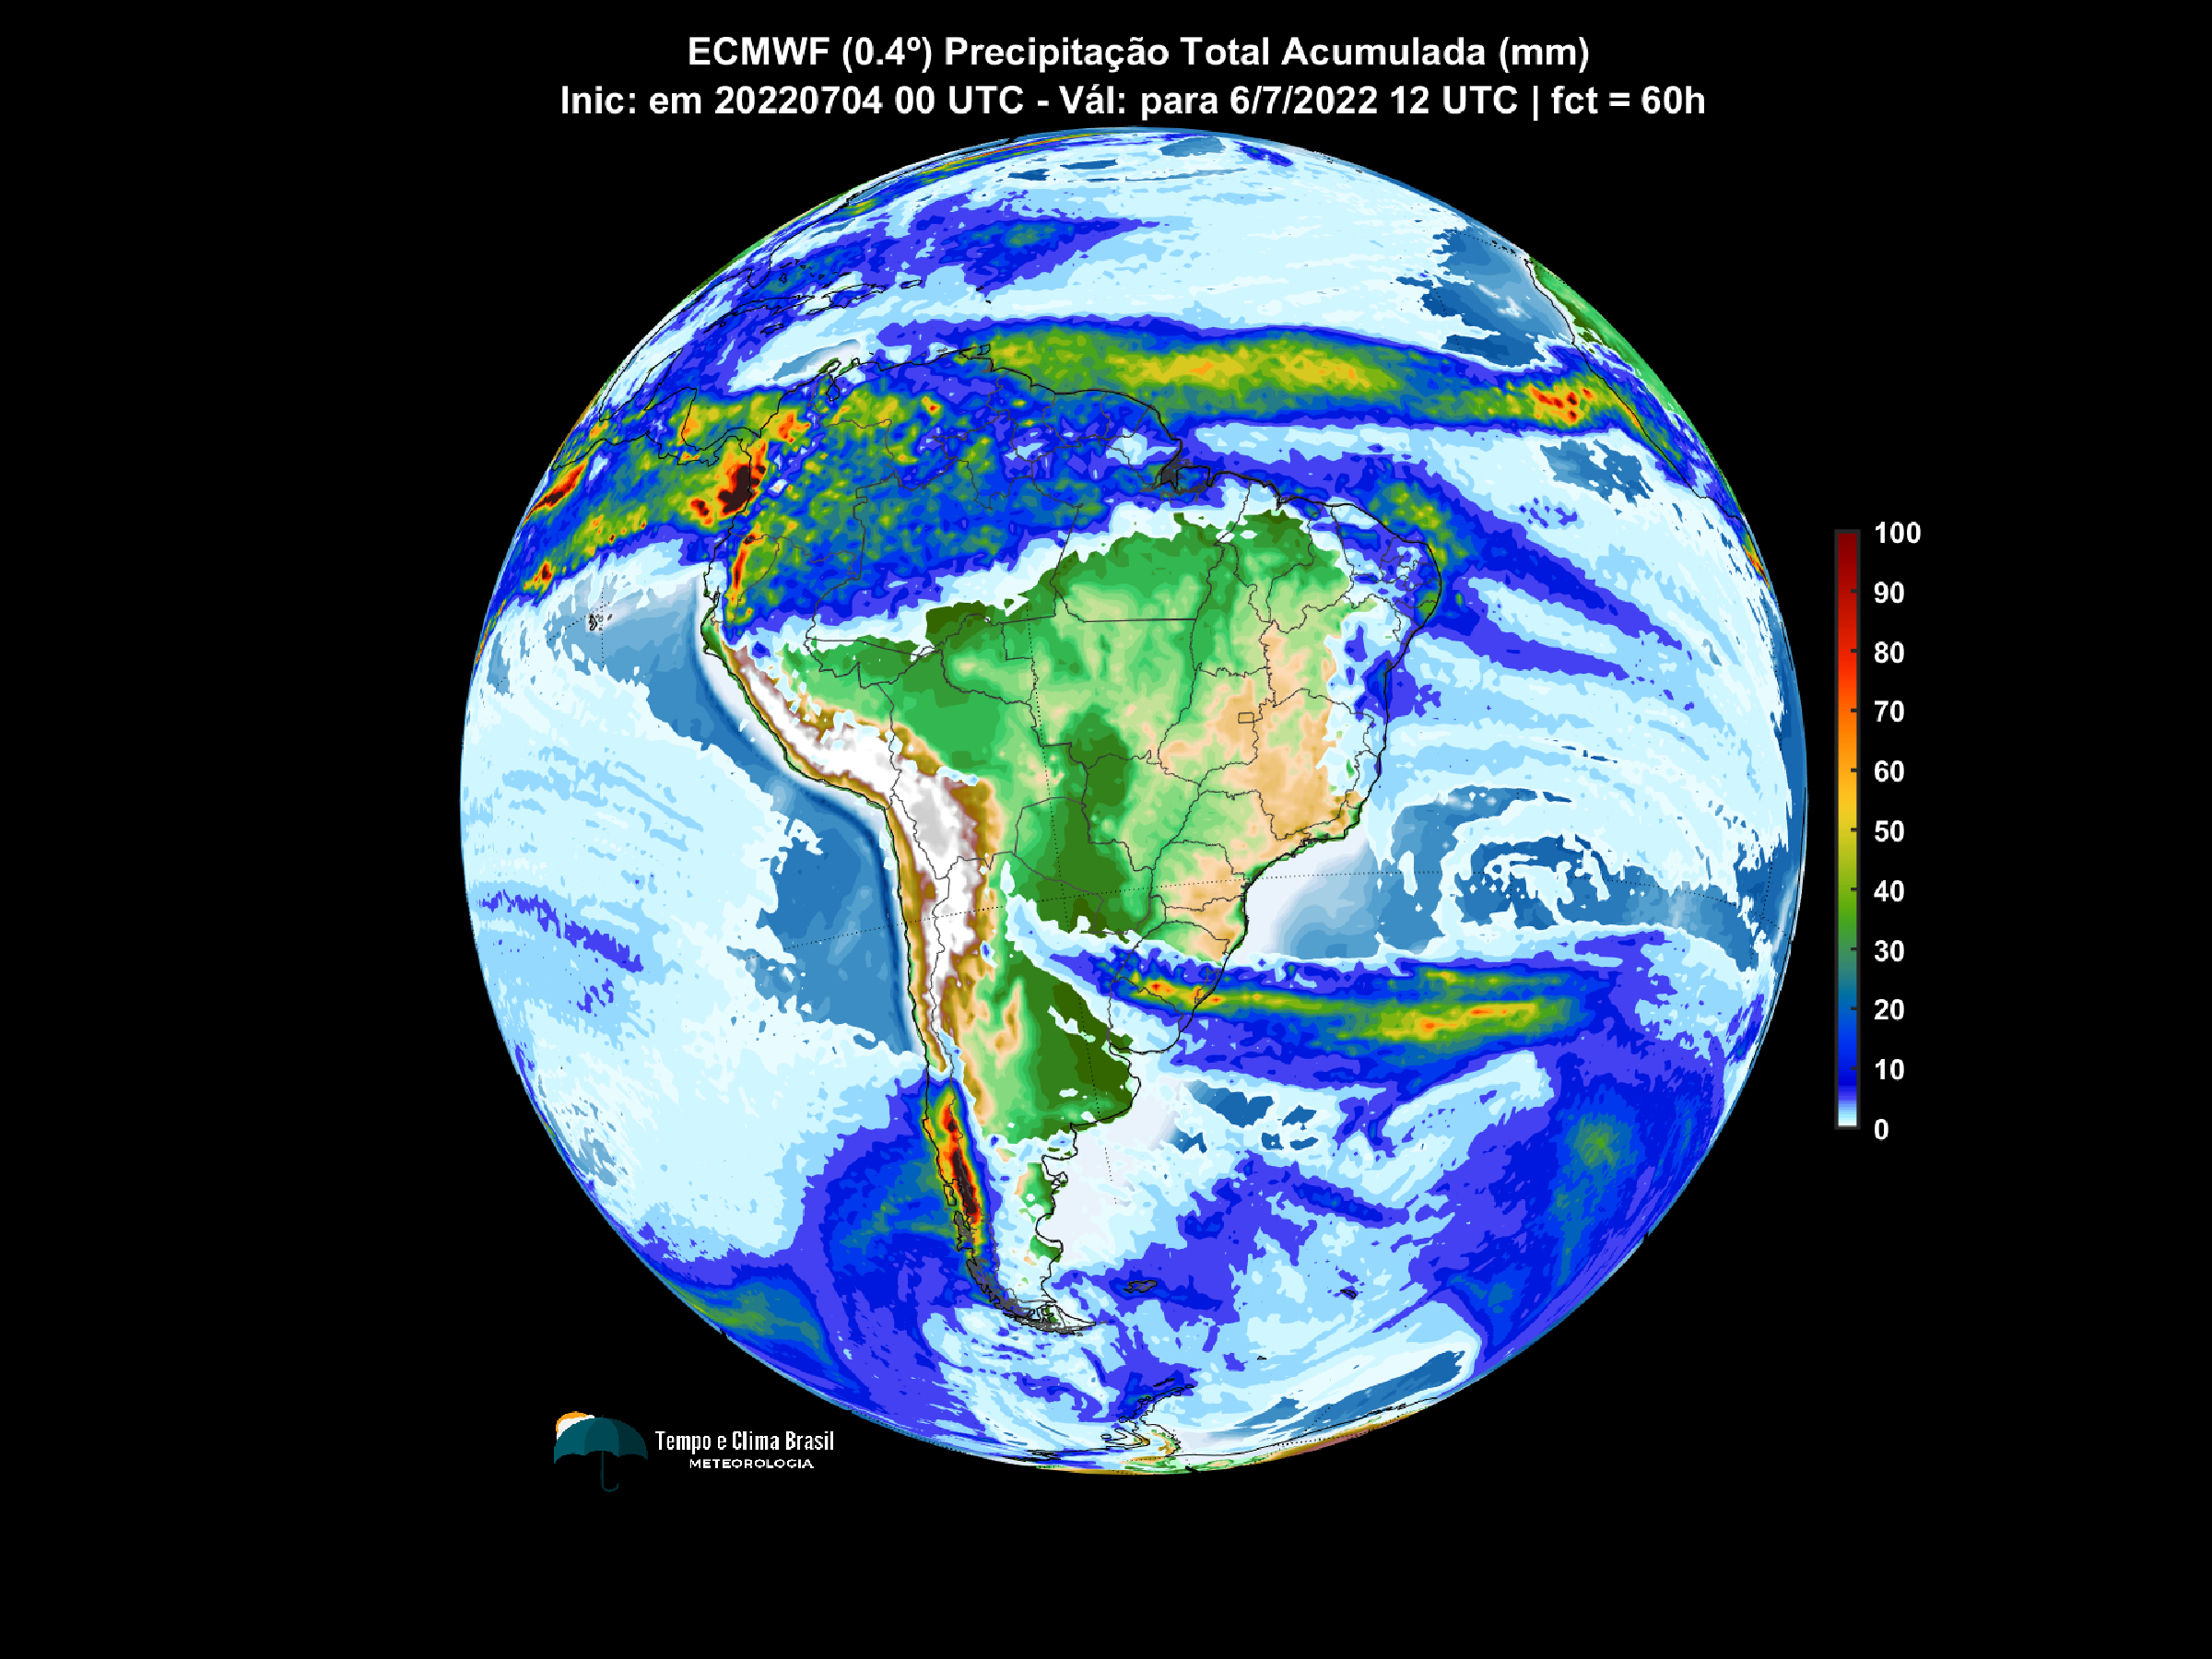 ECMWF (0.4º) Precipitação Total Acumulada (mm)
Inic: em 20220704 00 UTC - Vál: para 6/7/2022 12 UTC | fct = 60h
100
90
80
70
60
50
40
30
20
10
0
Tempo e Clima Brasil
METEOROLOGIA